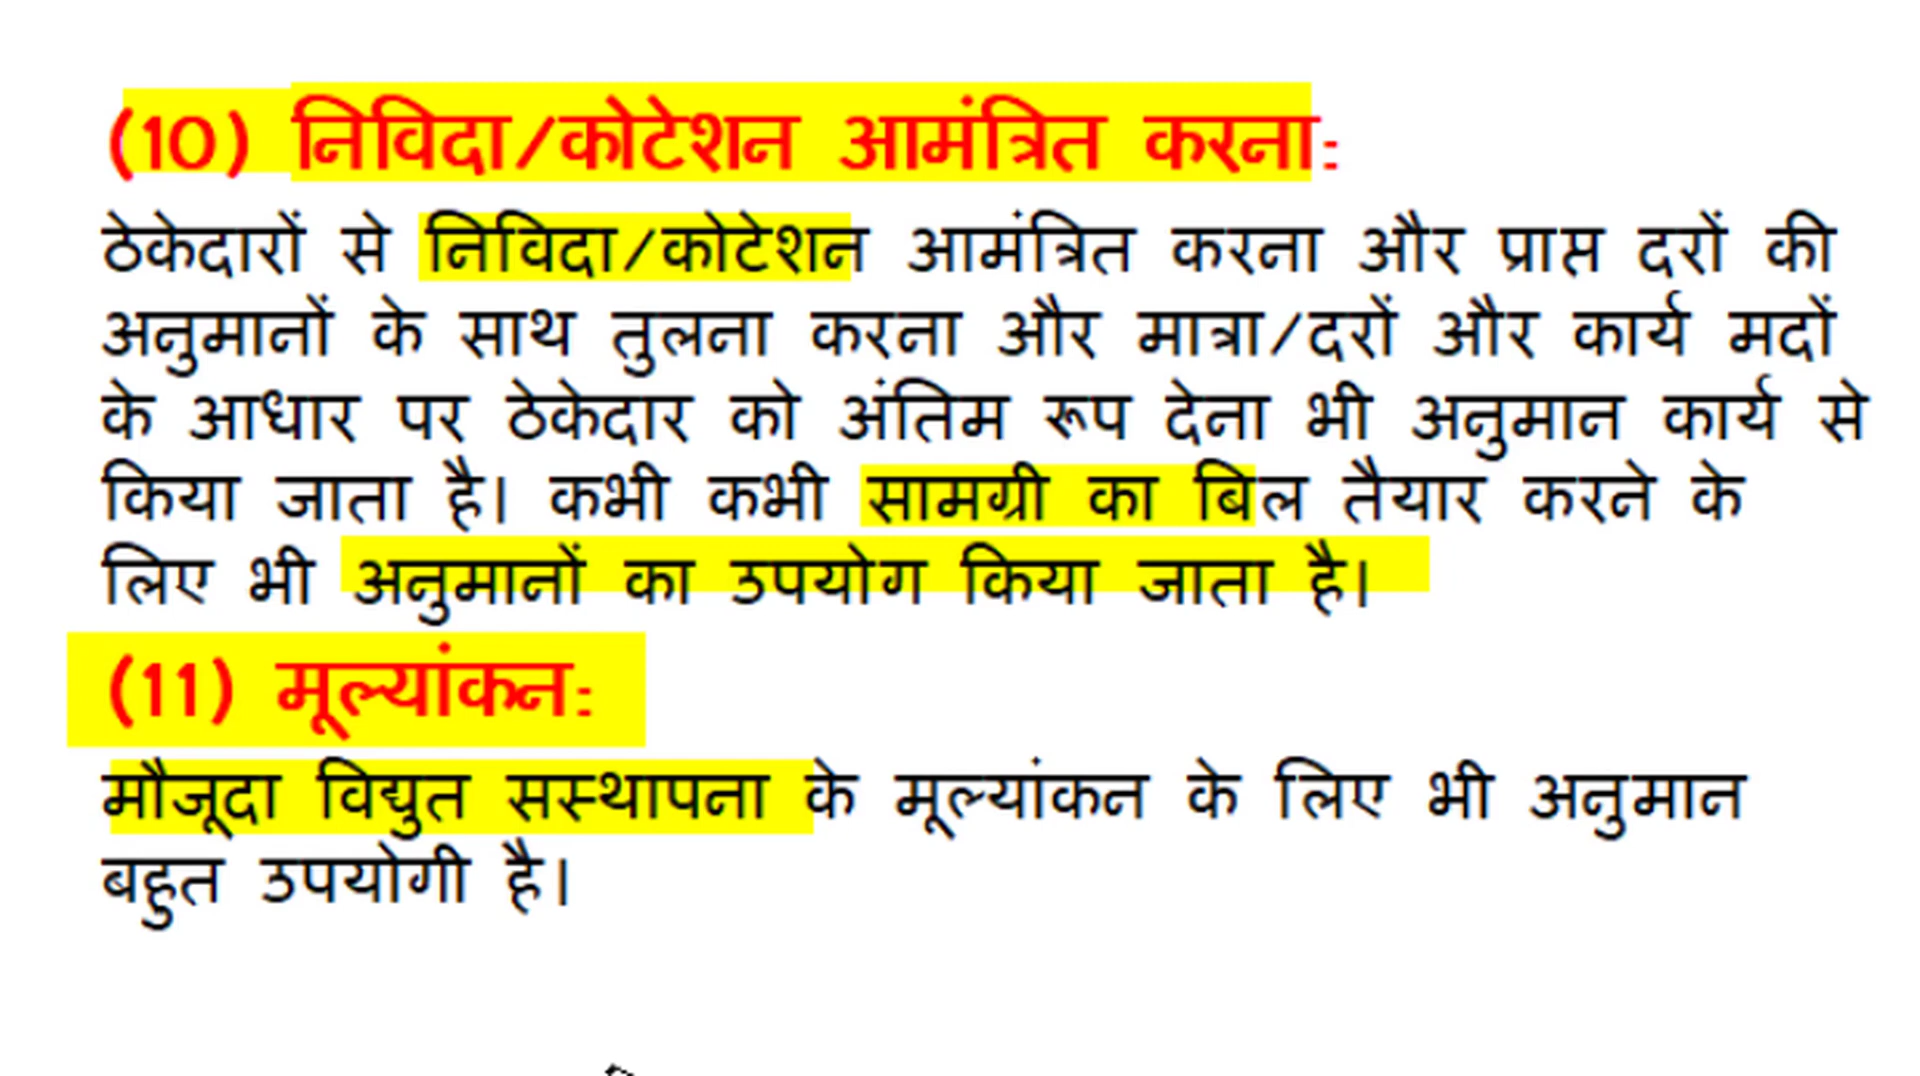 (10) निविदा/कोटेशन आमंत्रित करना:
ठेकेदारों से निविदा/कोटेशन आमंत्रित करना और प्राप्त दरों की
अनुमानों के साथ तुलना करना और मात्रा/दरों और कार्य मदों
के आधार पर ठेकेदार को अंतिम रूप देना भी अनुमान कार्य से
किया जाता है। कभी कभी सामग्री का बिल तैयार करने के
लिए भी अनुमानों का उपयोग किया जाता है।
(11) मूल्यांकन:
मौजूदा विद्युत सस्थापना के मूल्यांकन के लिए भी अनुमान
बहुत उपयोगी है।